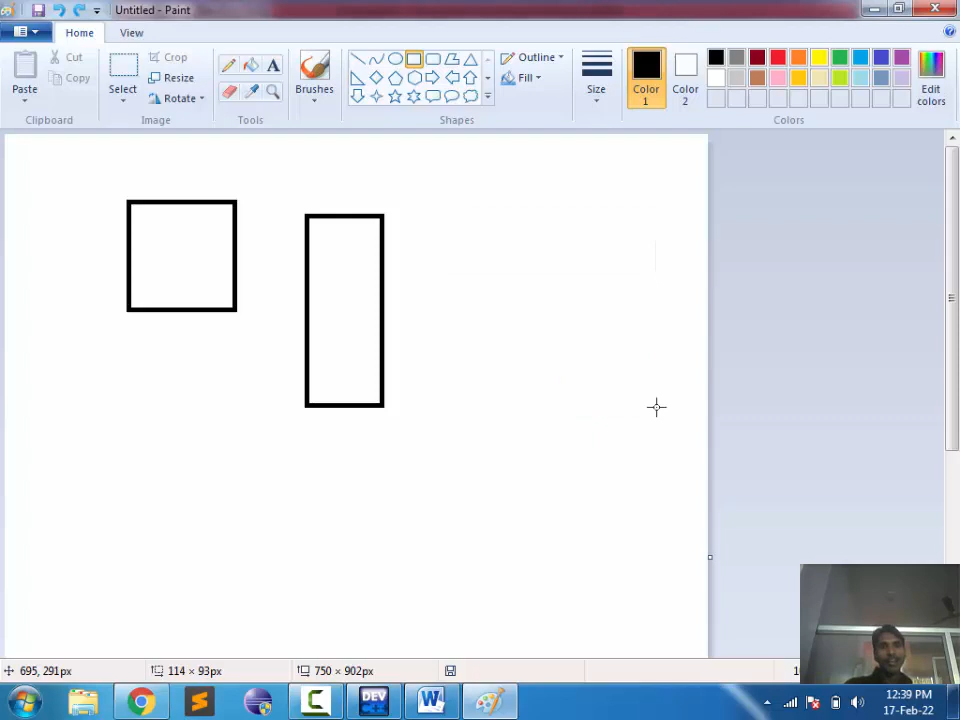 Untitled - Paint
Home
View
Paste
Cut
Copy
Clipboard
Select
Crop
Resize
Rotate
Image
A
Tools
Brushes
Outline
Fill
Shapes
Size
Color
1
Color
2
Edit
colors
Colors
695, 291px
114 × 93px
750 × 902px
DEV
W
12:39 PM
17-Feb-22